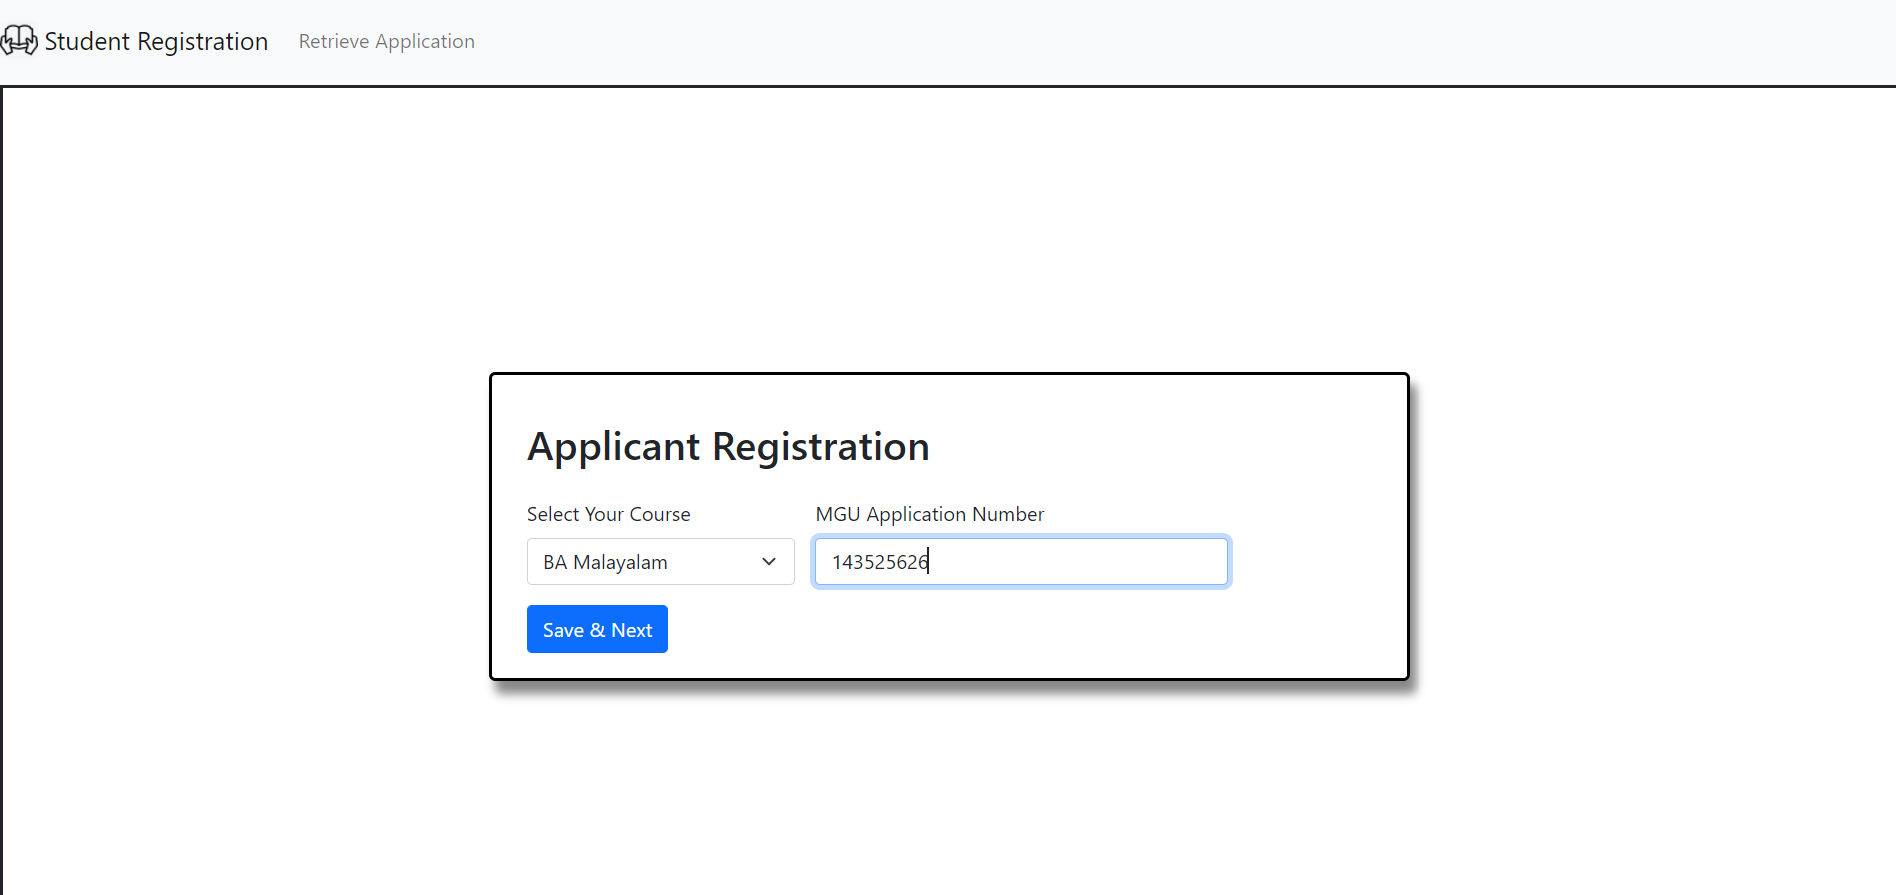 Student Registration Retrieve Application
Applicant Registration
Select Your Course MGU Application Number
BA Malayalam 143525626
Save & Next